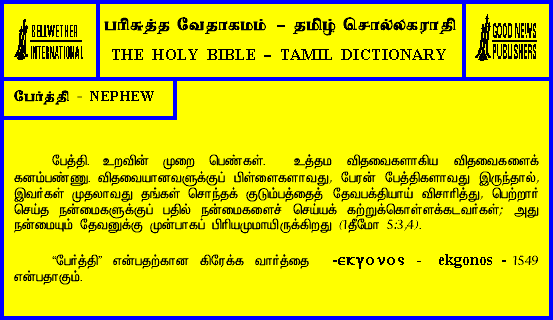 BELLWETHER
INTERNATIONAL
பரிசுத்த வேதாகமம் – தமிழ் சொல்லகராதி
THE HOLY BIBLE – TAMIL DICTIONARY
GOOD NEWS
PUBLISHERS
பேர்த்தி - NEPHEW
பேத்தி. உறவின் முறை பெண்கள். உத்தம விதவைகளாகிய விதவைகளைக்
கனம்பண்ணு. விதவையானவளுக்குப் பிள்ளைகளாவது, பேரன் பேத்திகளாவது இருந்தால்,
இவர்கள் முதலாவது தங்கள் சொந்தக் குடும்பத்தைத் தேவபக்தியாய் விசாரித்து, பெற்றார்
செய்த நன்மைகளுக்குப் பதில் நன்மைகளைச் செய்யக் கற்றுக்கொள்ளக்கடவர்கள்; அது
நன்மையும் தேவனுக்கு முன்பாகப் பிரியமுமாயிருக்கிறது (1தீமோ 5:3,4).
“பேர்த்தி” என்பதற்கான கிரேக்க வார்த்தை -εκγονος - ekgonos - 1549
என்பதாகும்.